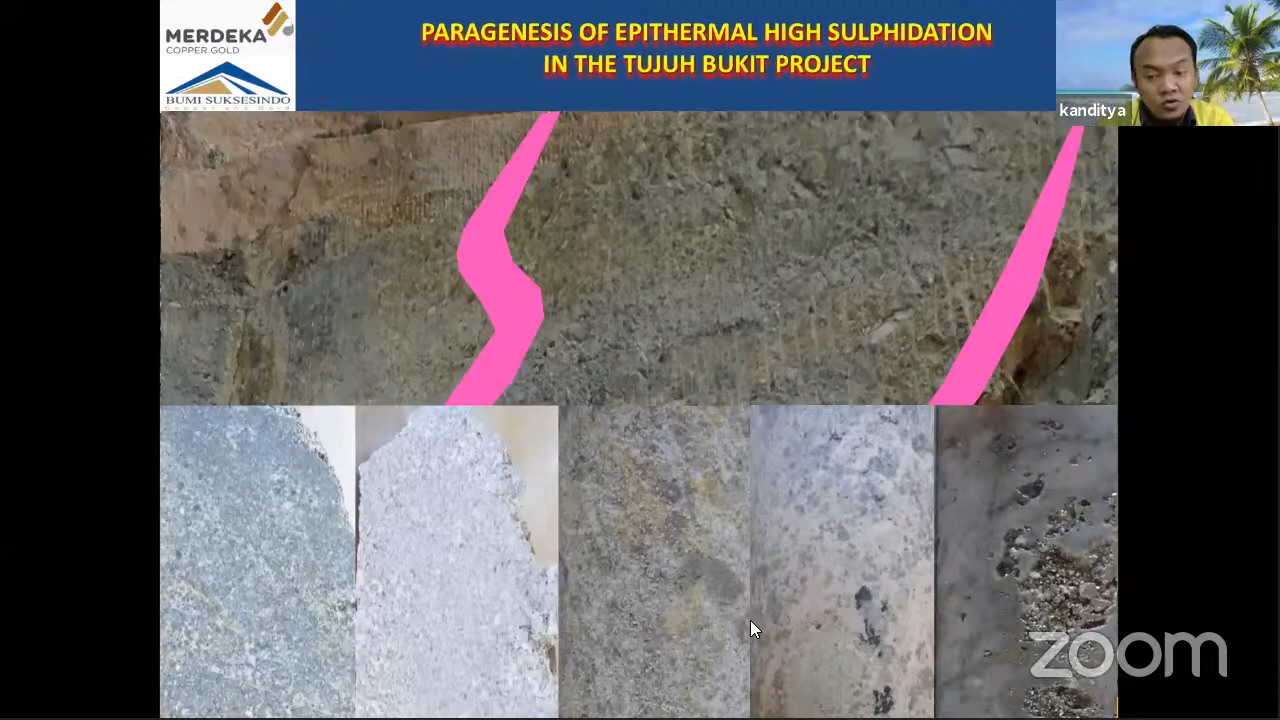 MERDEKA
COPPER GOLD
BUMI SUKSESINDO
PARAGENESIS OF EPITHERMAL HIGH SULPHIDATION
IN THE TUJUH BUKIT PROJECT
kanditya
zoom